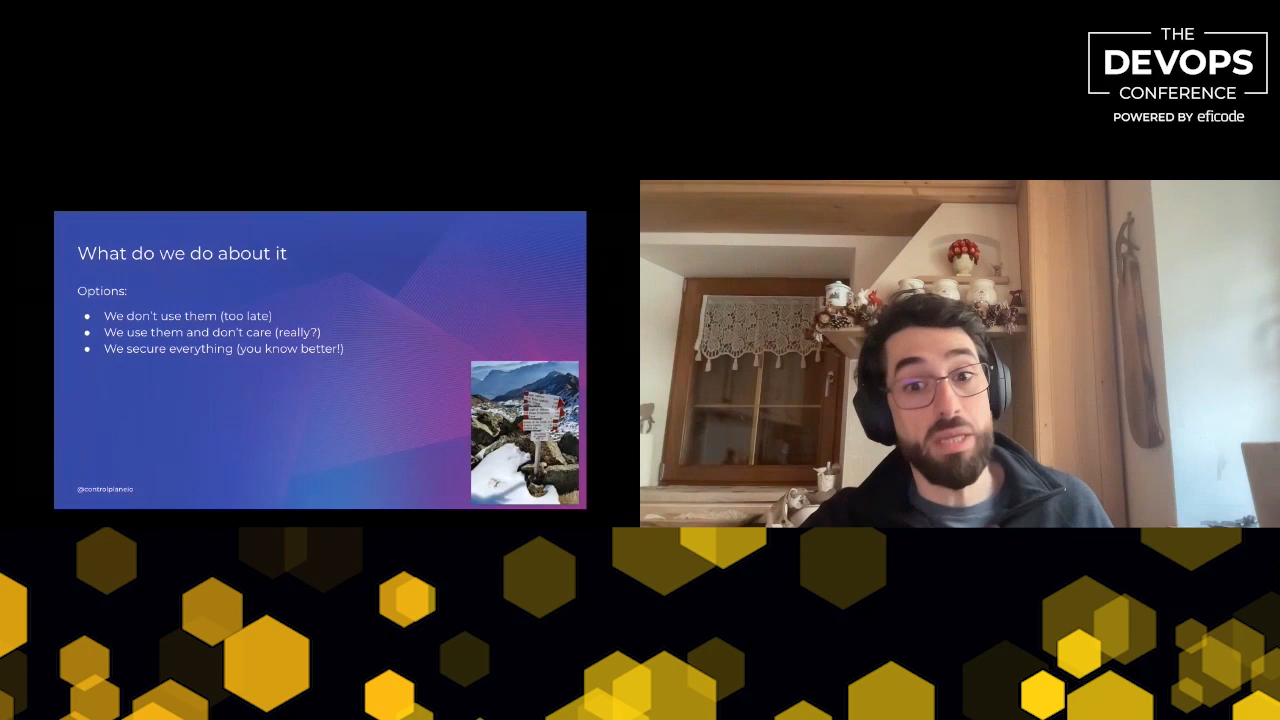 THE
DEVOPS
CONFERENCE
POWERED BY eficode
What do we do about it
Options:
● We don't use them (too late)
● We use them and don't care (really?)
● We secure everything (you know better!)
@controlplaneio